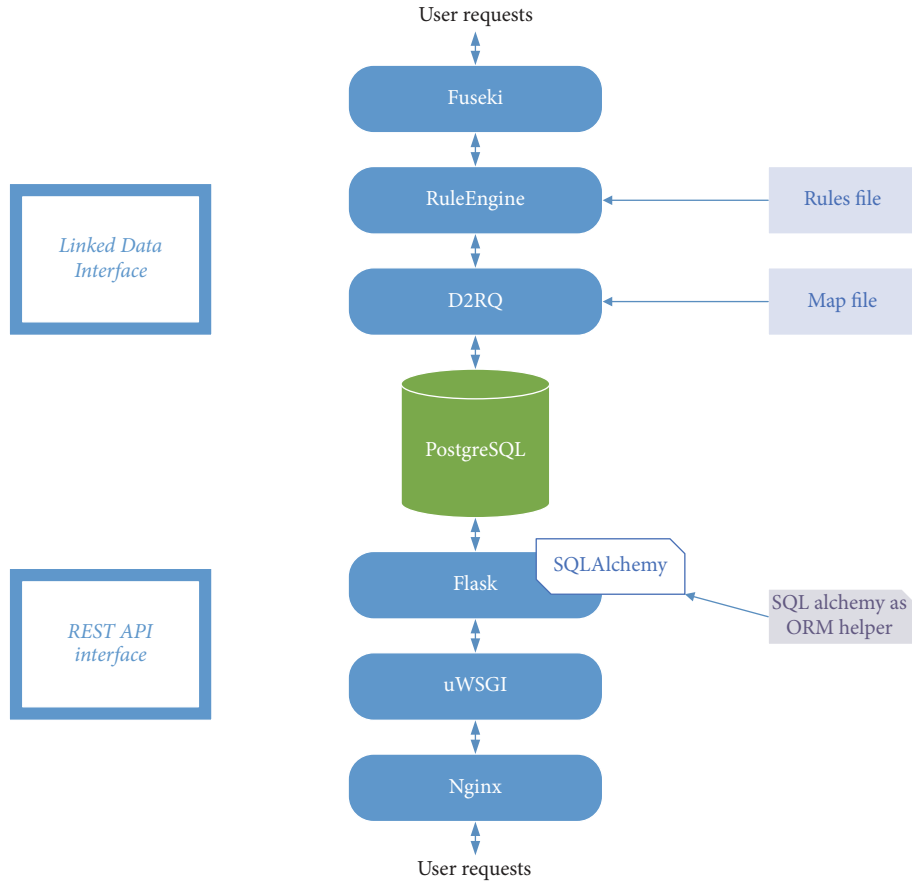 User requests
Fuseki
RuleEngine
Rules file
Linked Data
Interface
D2RQ
Map file
PostgreSQL
SQLAlchemy
Flask
SQL alchemy as
ORM helper
REST API
interface
uWSGI
Nginx
User requests